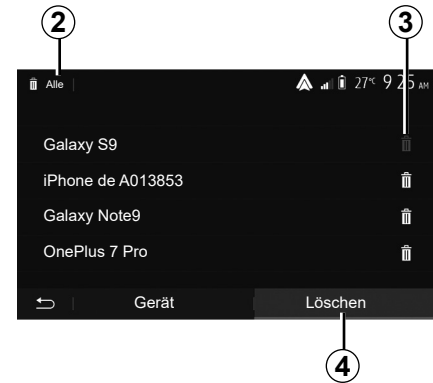 2 3
Alle 27°C 9 25 AM
Galaxy S9
iPhone de A013853
Galaxy Note9
OnePlus 7 Pro
Gerät Löschen
4